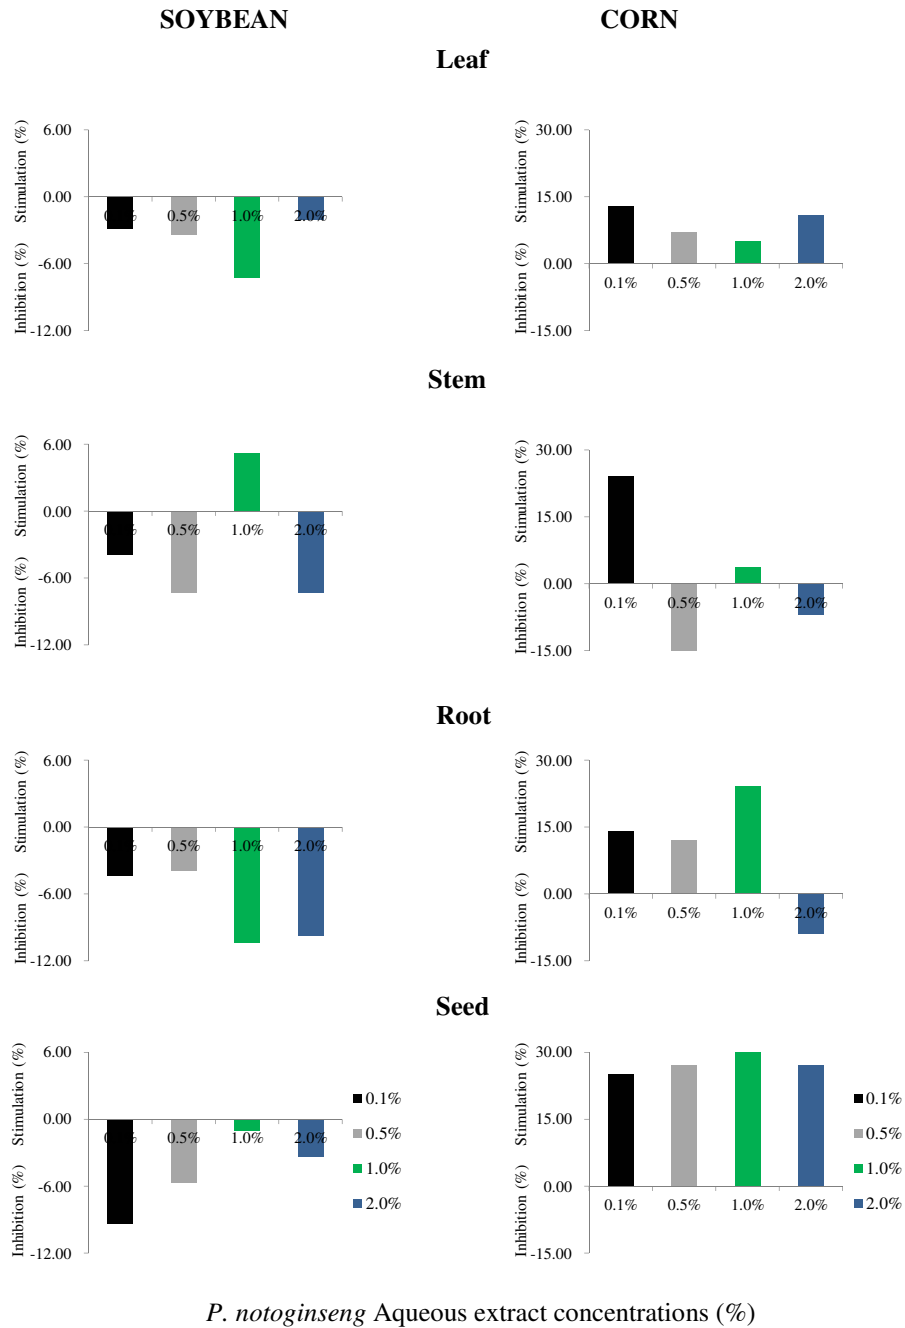 SOYBEAN
CORN
Leaf
Stimulation (%)
Inhibition (%)
6.00
0.00
-6.00
-12.00
0.5%
1.0%
2.0%
Stimulation (%)
Inhibition (%)
30.00
15.00
0.00
-15.00
0.1%
0.5%
1.0%
2.0%
Stem
Stimulation (%)
Inhibition (%)
6.00
0.00
-6.00
-12.00
0.5%
1.0%
2.0%
Stimulation (%)
Inhibition (%)
30.00
15.00
0.00
-15.00
0.1%
0.5%
1.0%
2.0%
Root
Stimulation (%)
Inhibition (%)
6.00
0.00
-6.00
-12.00
0.5%
1.0%
2.0%
Stimulation (%)
Inhibition (%)
30.00
15.00
0.00
-15.00
0.1%
0.5%
1.0%
2.0%
Seed
Stimulation (%)
Inhibition (%)
6.00
0.00
-6.00
-12.00
0.5%
1.0%
2.0%
0.1%
0.5%
1.0%
2.0%
Stimulation (%)
Inhibition (%)
30.00
15.00
0.00
-15.00
0.1%
0.5%
1.0%
2.0%
0.1%
0.5%
1.0%
2.0%
P. notoginseng Aqueous extract concentrations (%)